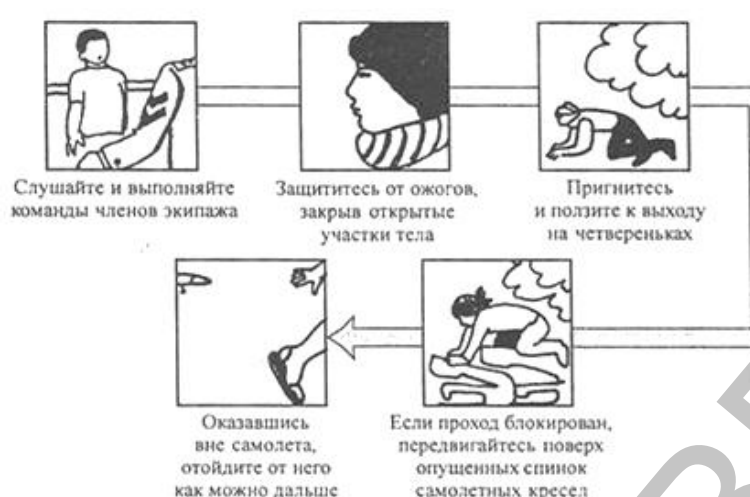 Слушайте и выполняйте
команды членов экипажа
Защититесь от ожогов,
закрыв открытые
участки тела
Пригнитесь
и ползите к выходу
на четвереньках
Если проход блокирован,
передвигайтесь поверх
опущенных спинок
самолетных кресел
Оказавшись
вне самолета,
отойдите от него
как можно дальше